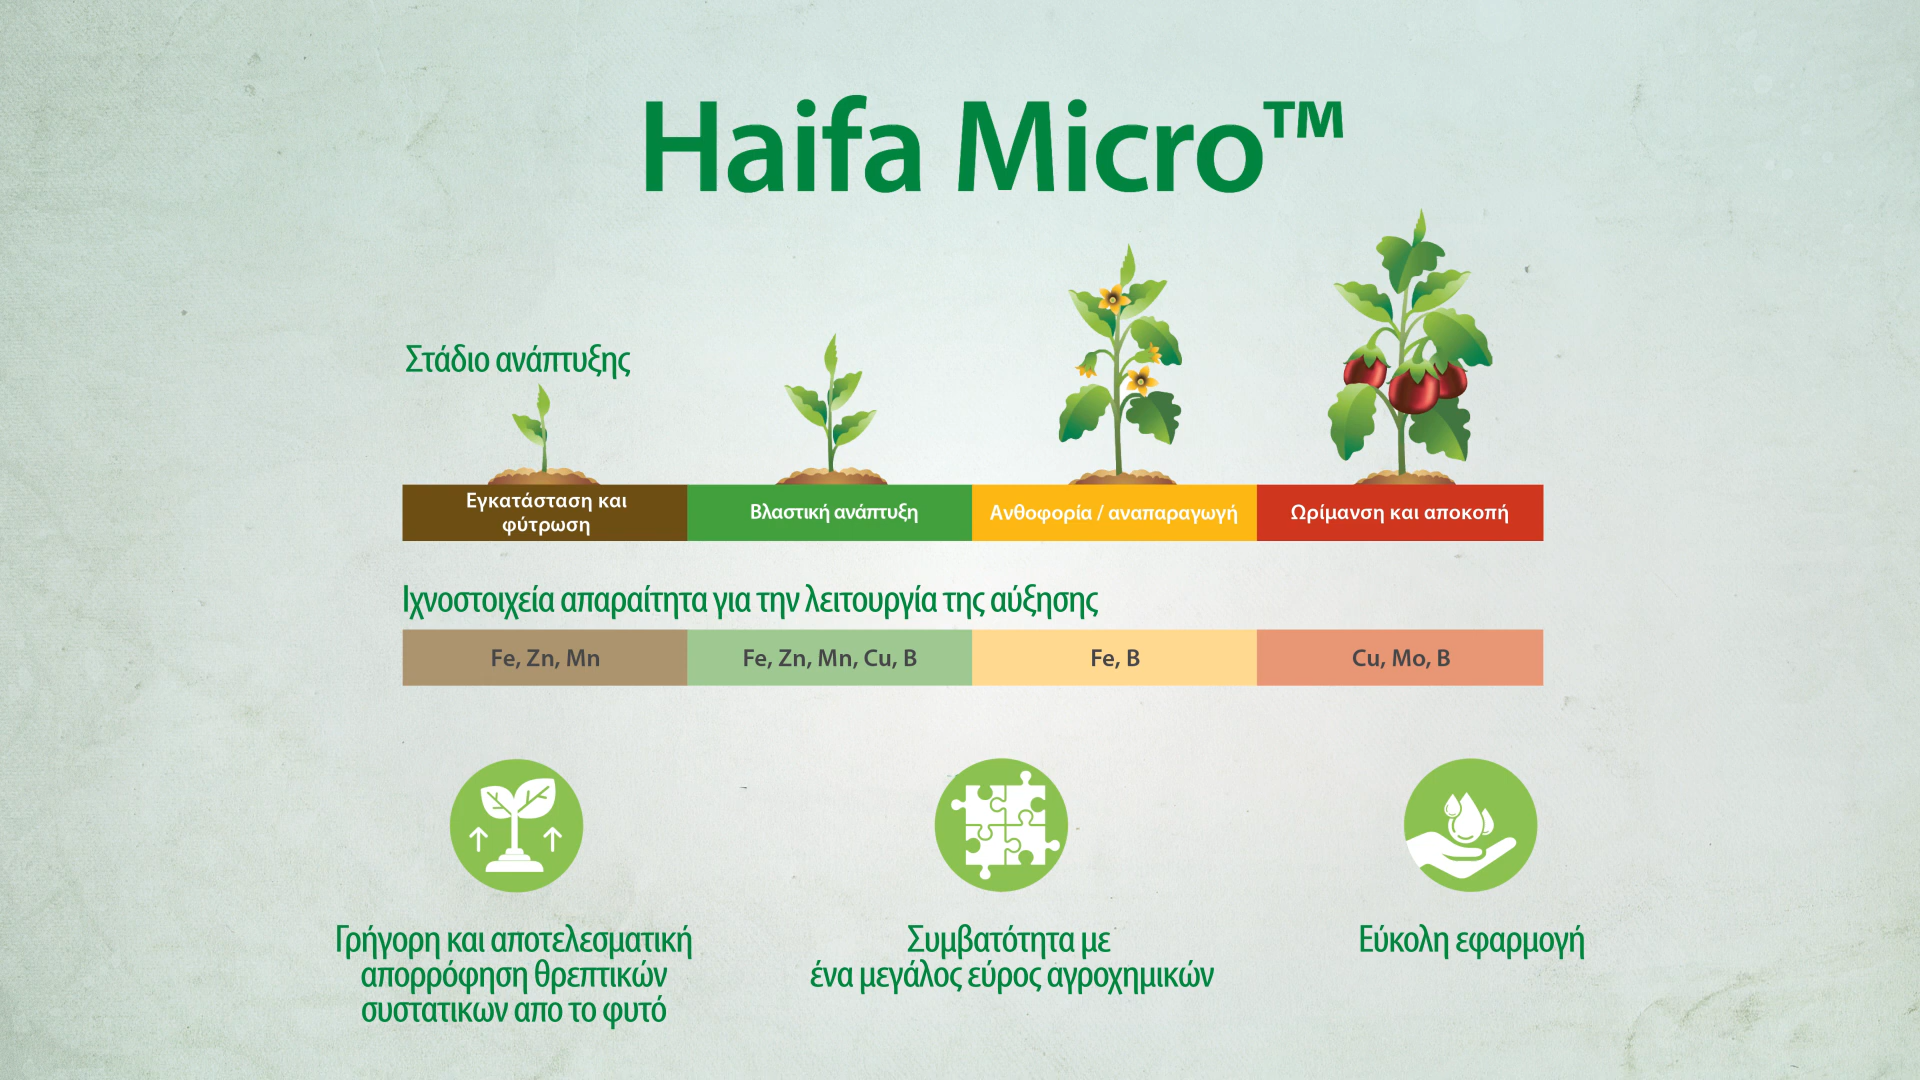 Haifa Micro™
Στάδιο ανάπτυξης
Εγκατάσταση και
φύτρωση
Βλαστική ανάπτυξη
Ανθοφορία / αναπαραγωγή
Ωρίμανση και αποκοπή
Ιχνοστοιχεία απαραίτητα για την λειτουργία της αύξησης
Fe, Zn, Mn
Fe, Zn, Mn, Cu, B
Fe, B
Cu, Mo, B
Γρήγορη και αποτελεσματική
απορρόφηση θρεπτικών
συστατικων απο το φυτό
Συμβατότητα με
ένα μεγάλος εύρος αγροχημικών
Εύκολη εφαρμογή